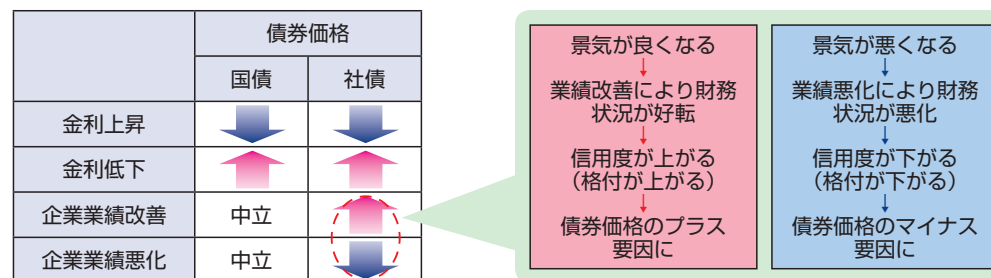 債券価格
国債 社債
金利上昇
金利低下
企業業績改善 中立
企業業績悪化 中立
景気が良くなる
業績改善により財務
状況が好転
信用度が上がる
（格付が上がる）
債券価格のプラス
要因に
景気が悪くなる
業績悪化により財務
状況が悪化
信用度が下がる
（格付が下がる）
債券価格のマイナス
要因に